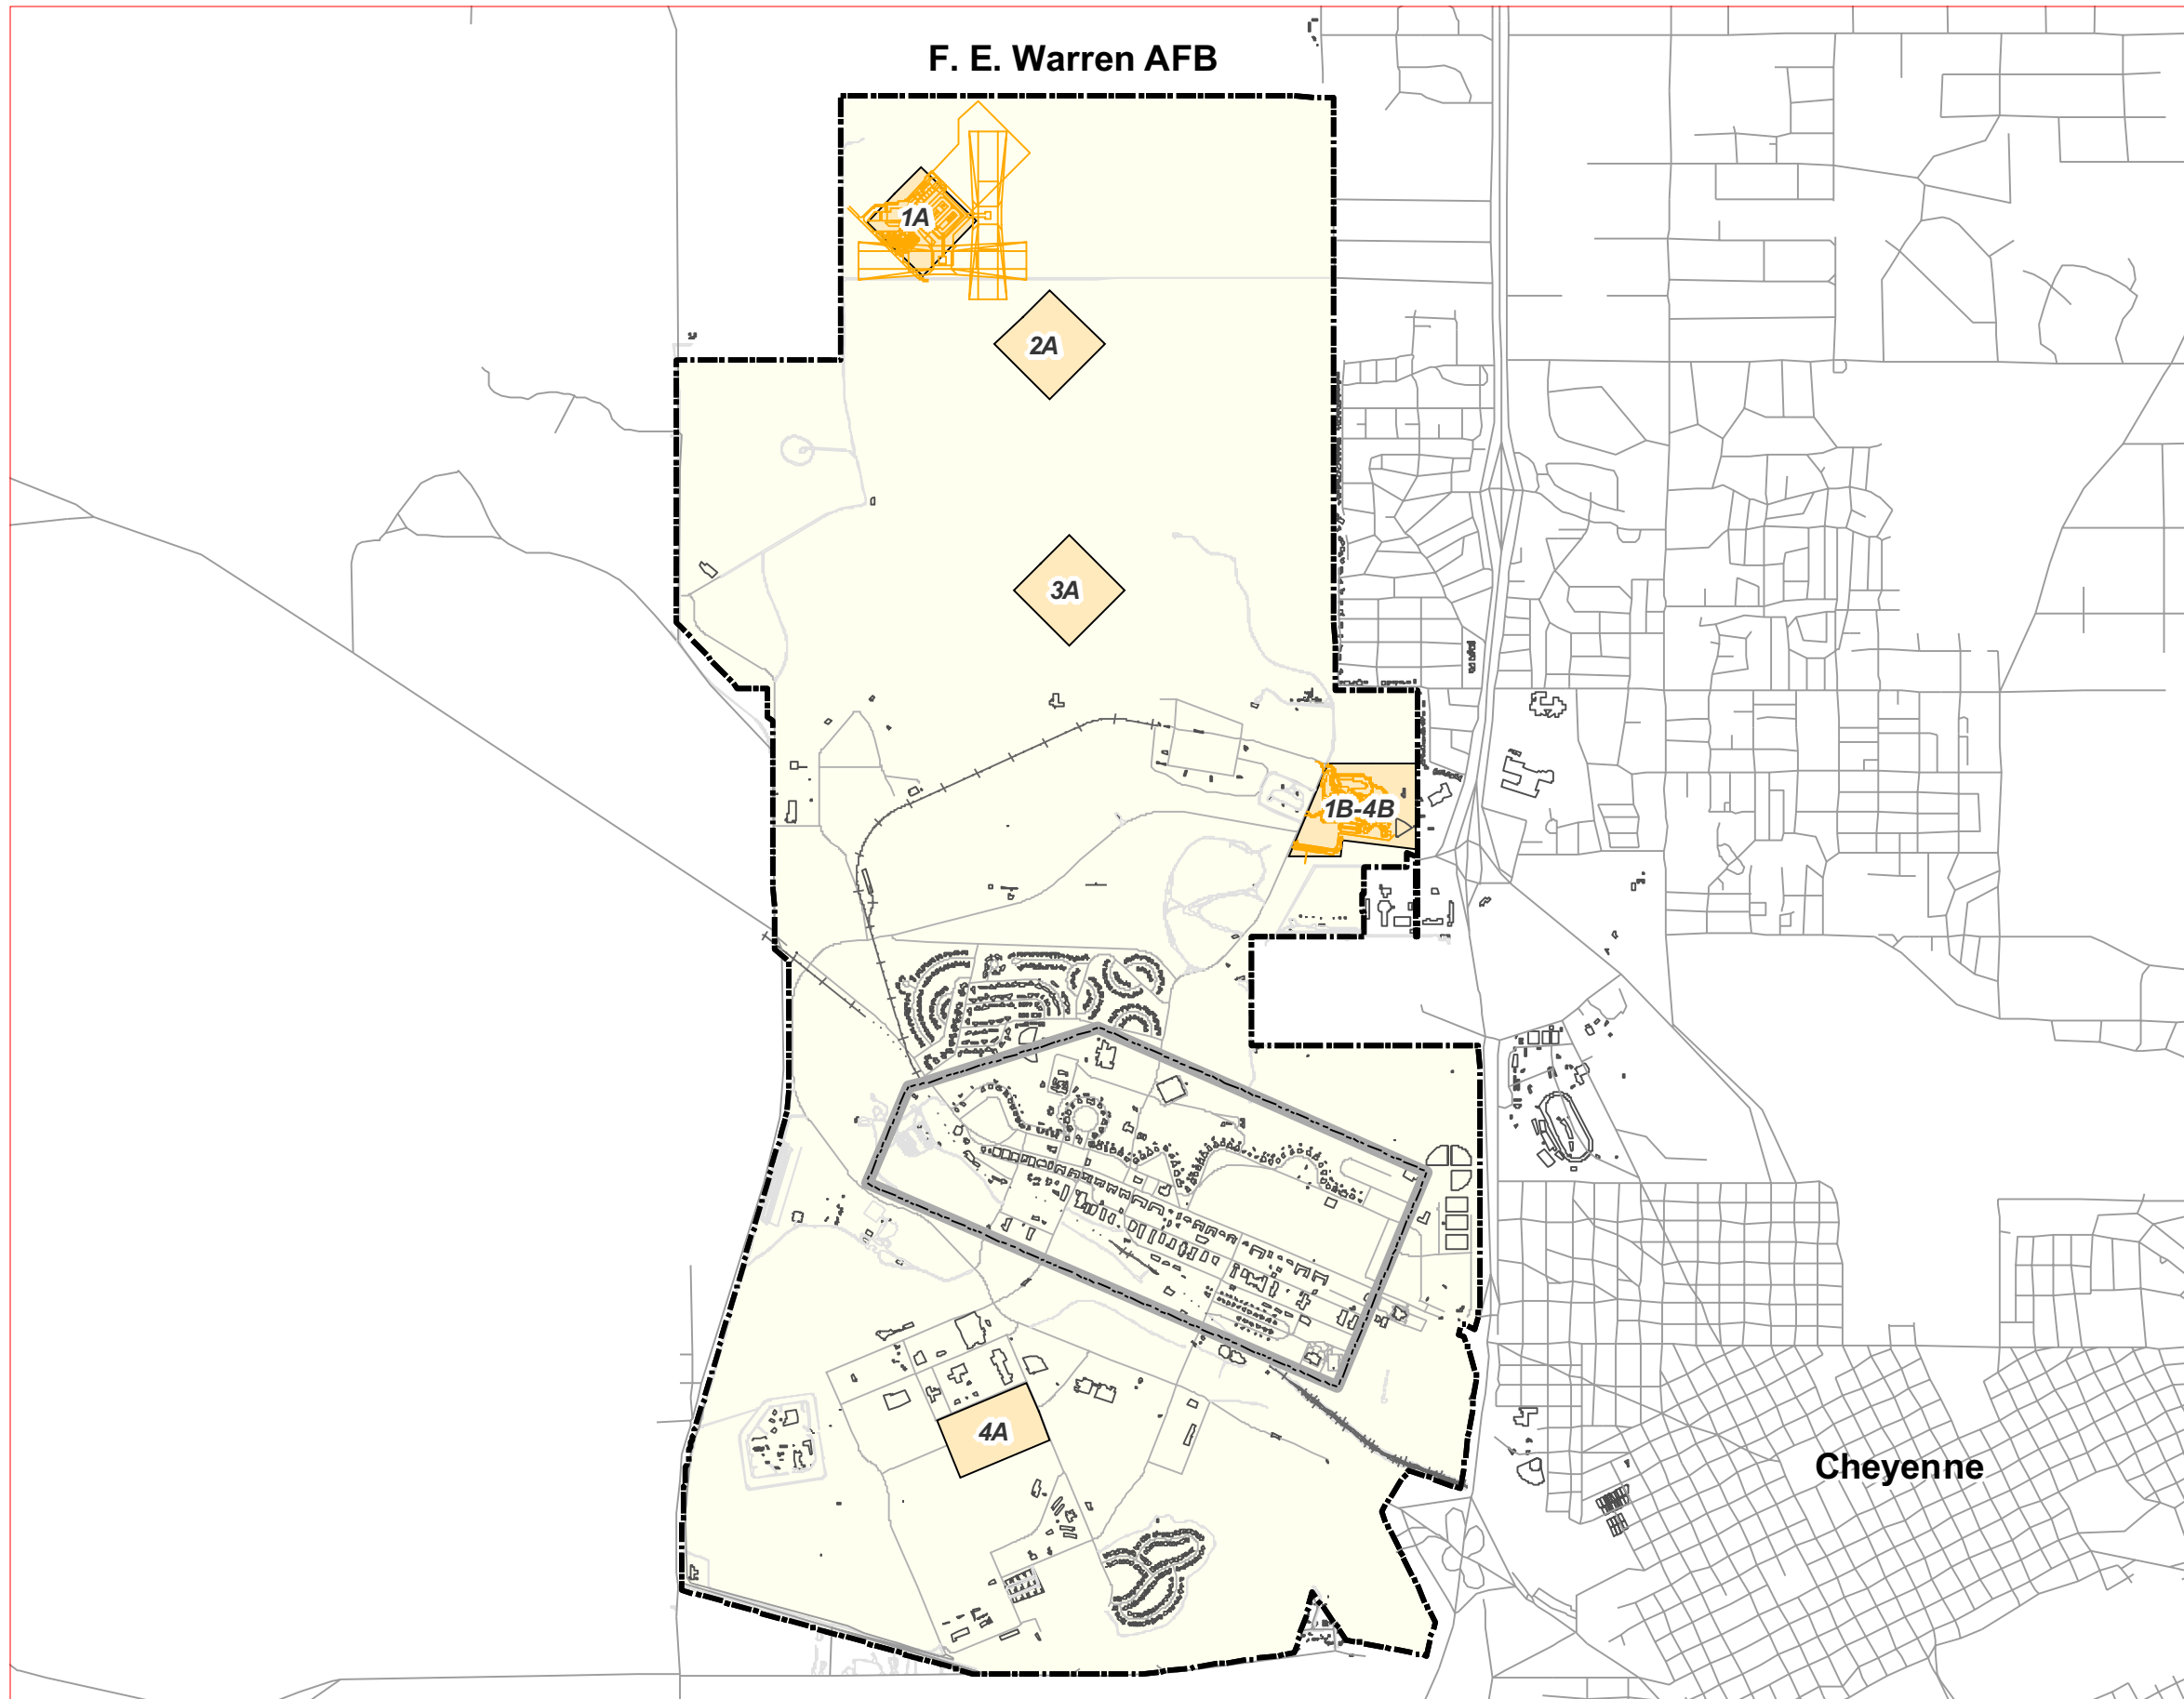 F. E. Warren AFB
1A
2A
3A
1B-4B
4A
Cheyenne